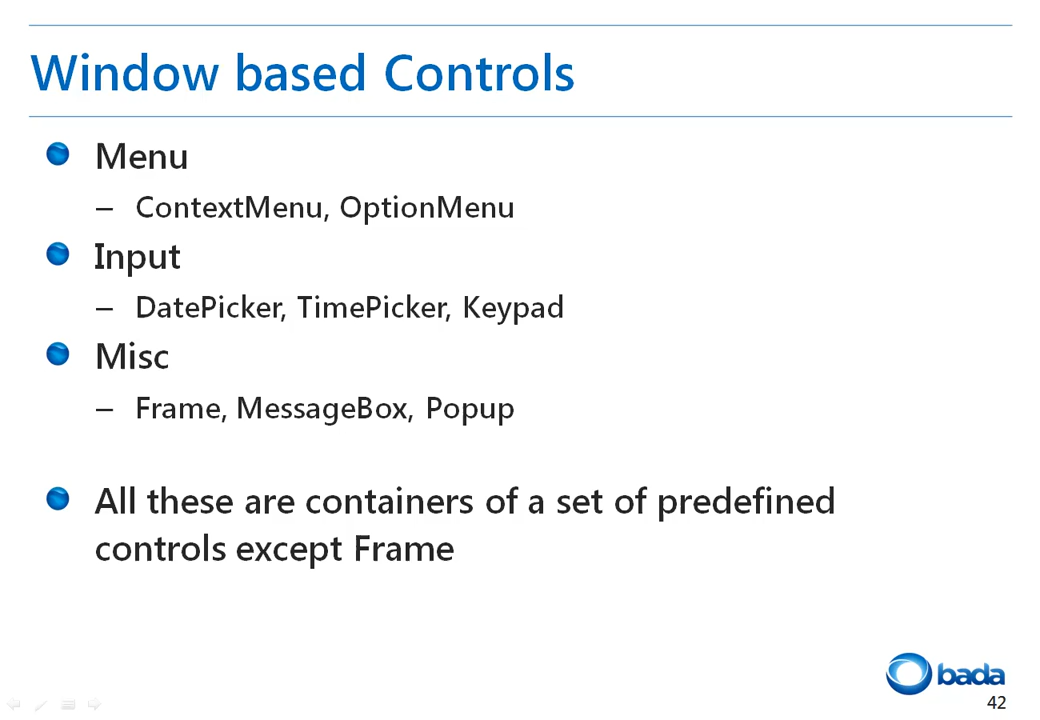 Window based Controls
Menu
– ContextMenu, OptionMenu
Input
– DatePicker, TimePicker, Keypad
Misc
– Frame, MessageBox, Popup
All these are containers of a set of predefined
controls except Frame
bada
42